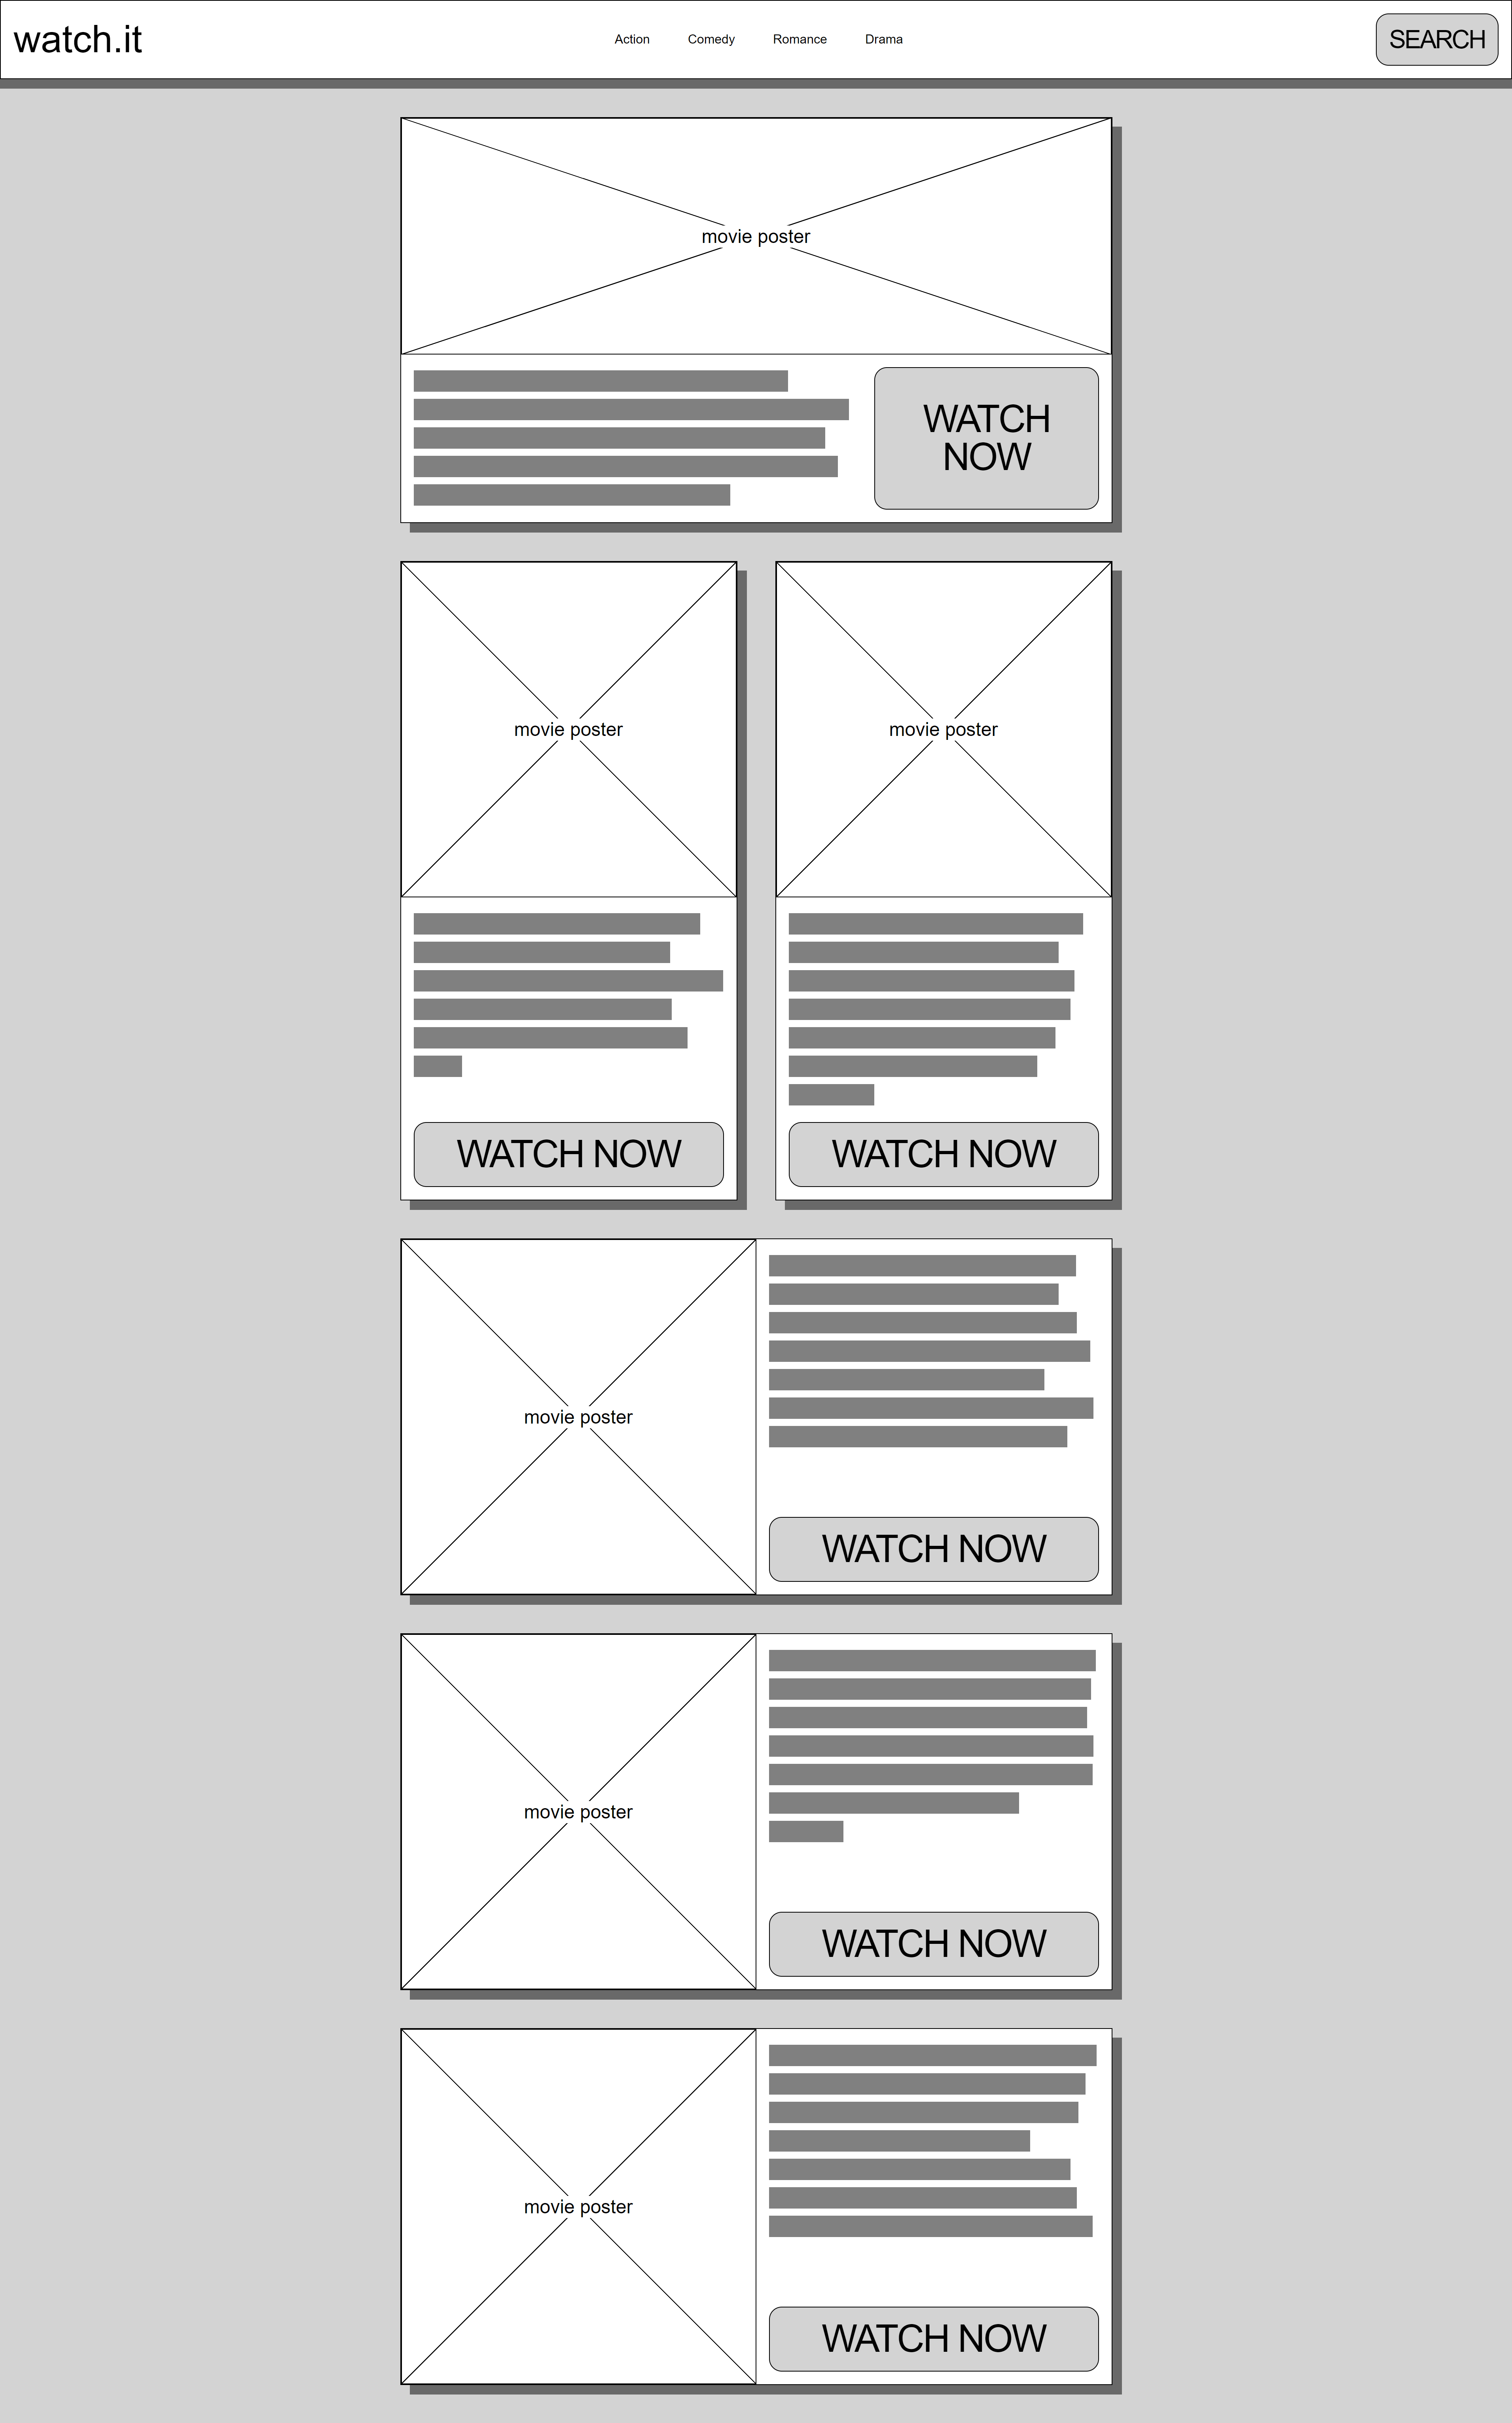 watch.it
Action Comedy Romance Drama
SEARCH
movie poster
WATCH
NOW
movie poster
WATCH NOW
movie poster
WATCH NOW
movie poster
WATCH NOW
movie poster
WATCH NOW
movie poster
WATCH NOW